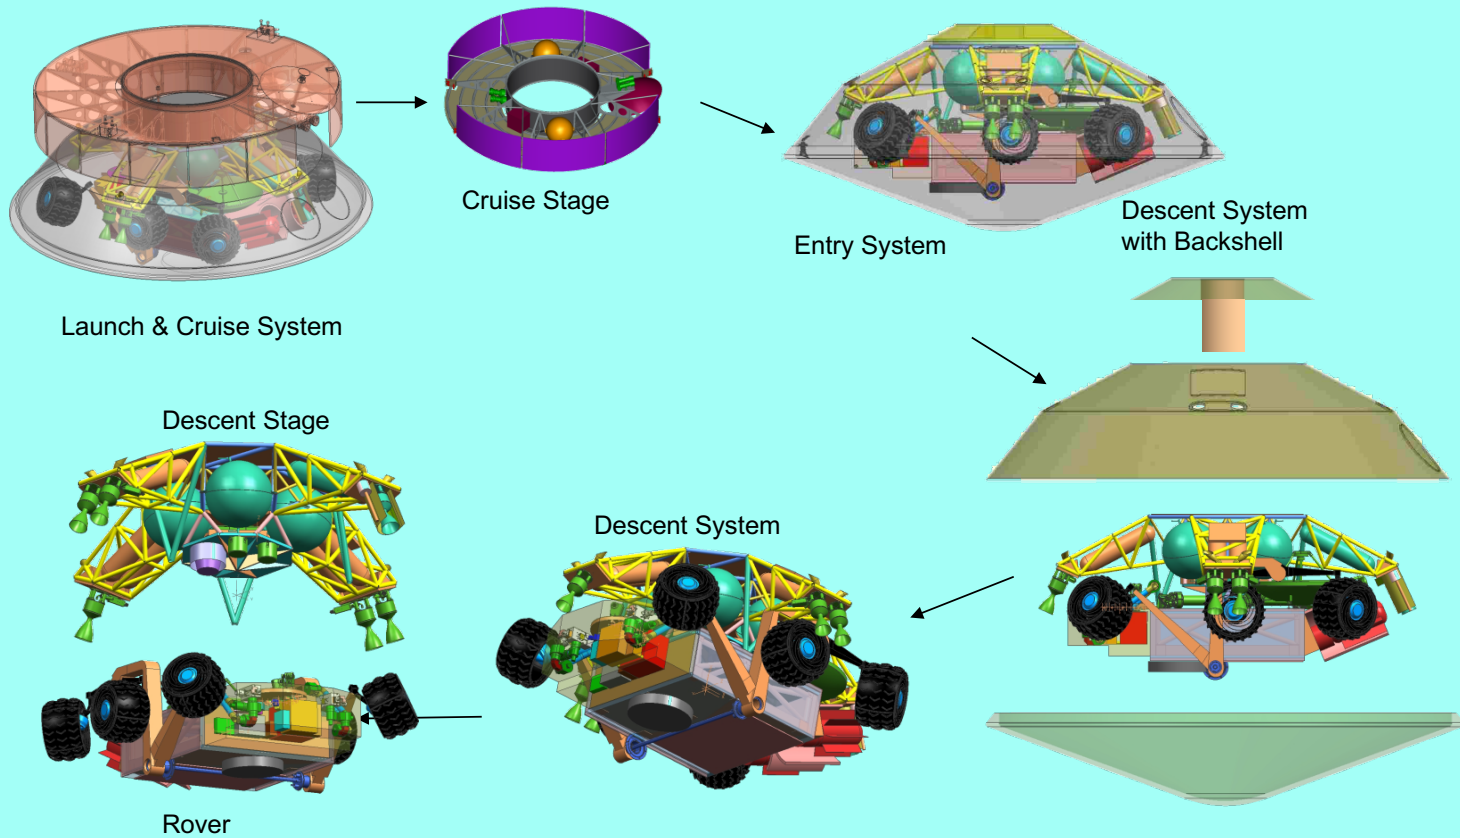 Cruise Stage
Entry System
Descent System
with Backshell
Launch & Cruise System
Descent Stage
Descent System
Rover